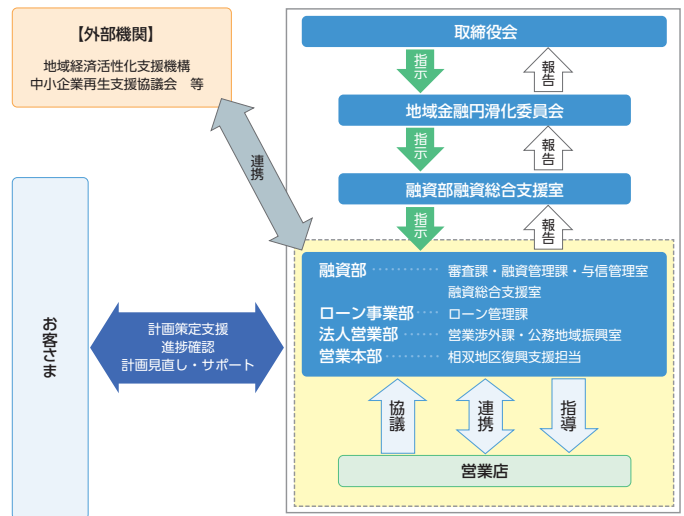 【外部機関】
地域経済活性化支援機構
中小企業再生支援協議会　等
取締役会
指示
報告
地域金融円滑化委員会
指示
報告
連携
融資部融資総合支援室
指示
報告
融資部………… 審査課・融資管理課・与信管理室
融資総合支援室
ローン事業部…… ローン管理課
法人営業部……… 営業渉外課・公務地域振興室
営業本部………… 相双地区復興支援担当
お客さま
計画策定支援
進捗確認
計画見直し・サポート
協議
連携
指導
営業店